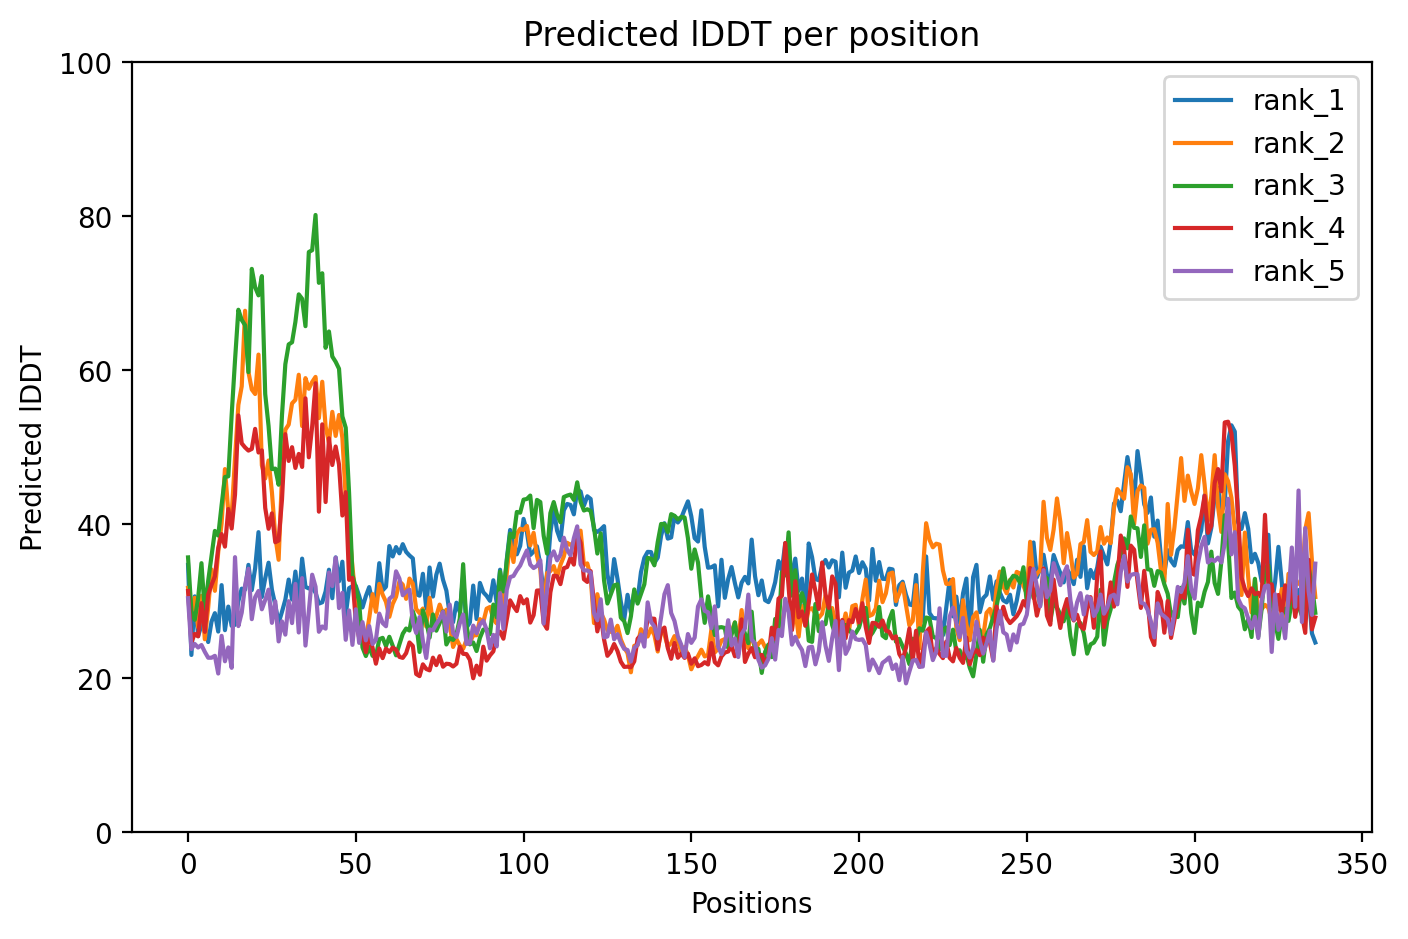 Predicted lDDT per position
100
80
60
40
20
0
Predicted lDDT
rank_1
rank_2
rank_3
rank_4
rank_5
0 50 100 150 200 250 300 350
Positions